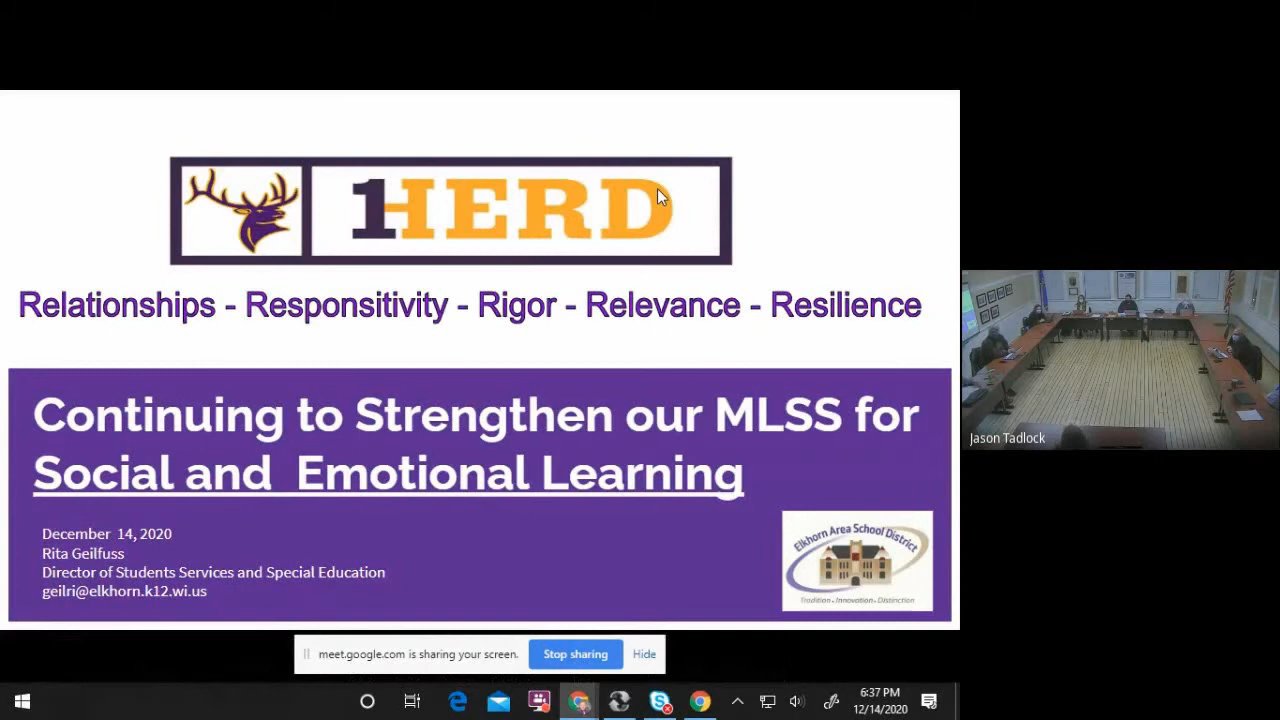 1HERD
Relationships - Responsitivity - Rigor - Relevance - Resilience
Continuing to Strengthen our MLSS for
Social and Emotional Learning
December 14, 2020
Rita Geilfuss
Director of Students Services and Special Education
geilri@elkhorn.k12.wi.us
Elkhorn Area School District
Tradition - Innovation - Distinction
Jason Tadlock
meet.google.com is sharing your screen.
Stop sharing
Hide
6:37 PM
12/14/2020